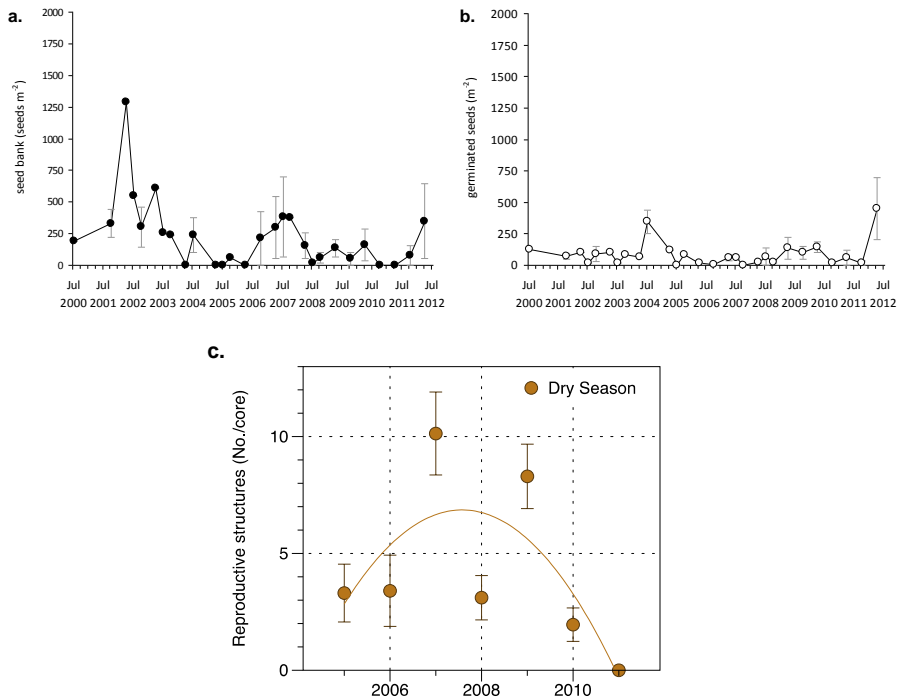 a.
seed bank (seeds m⁻²)
2000
1750
1500
1250
1000
750
500
250
0
Jul Jul Jul Jul Jul Jul Jul Jul Jul Jul Jul Jul Jul
2000 2001 2002 2003 2004 2005 2006 2007 2008 2009 2010 2011 2012
b.
germinated seeds (m⁻²)
2000
1750
1500
1250
1000
750
500
250
0
Jul Jul Jul Jul Jul Jul Jul Jul Jul Jul Jul Jul Jul
2000 2001 2002 2003 2004 2005 2006 2007 2008 2009 2010 2011 2012
c.
Reproductive structures (No./core)
Dry Season
10
5
0
2006 2008 2010